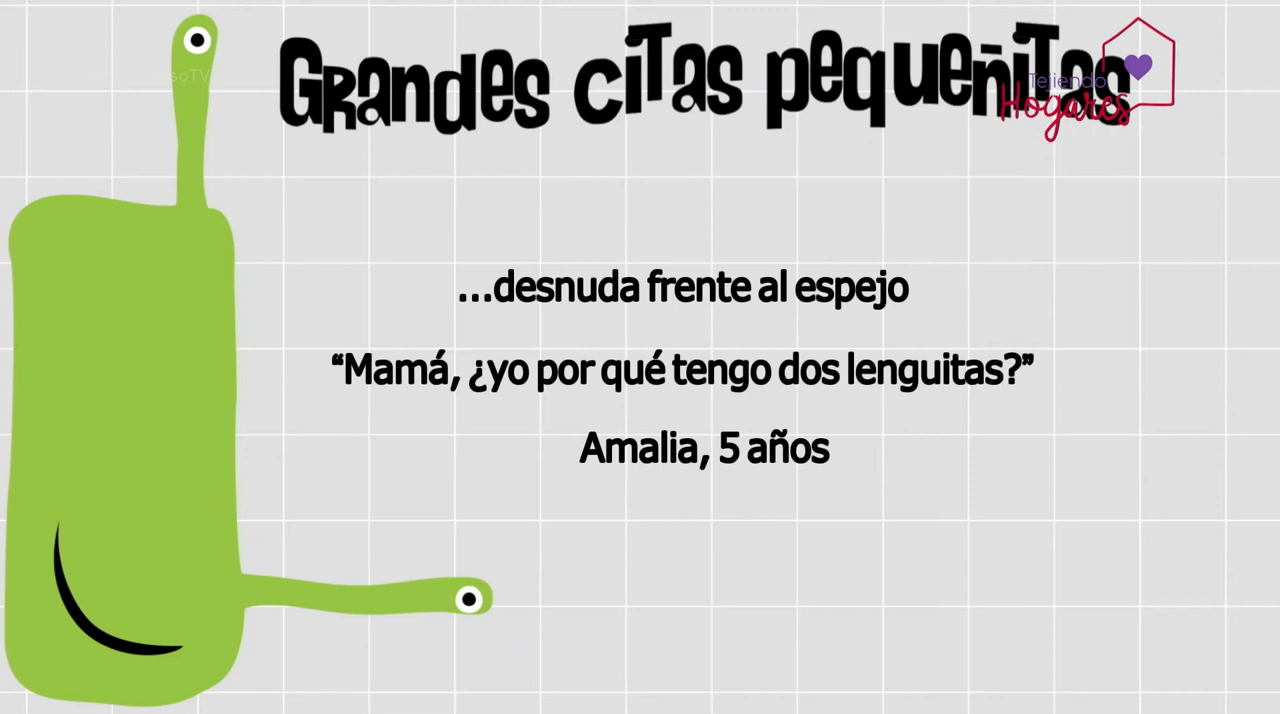 Grandes citas pequeñitas
Tejiendo
Hogares
soTV
...desnuda frente al espejo
“Mamá, ¿yo por qué tengo dos lenguitas?”
Amalia, 5 años